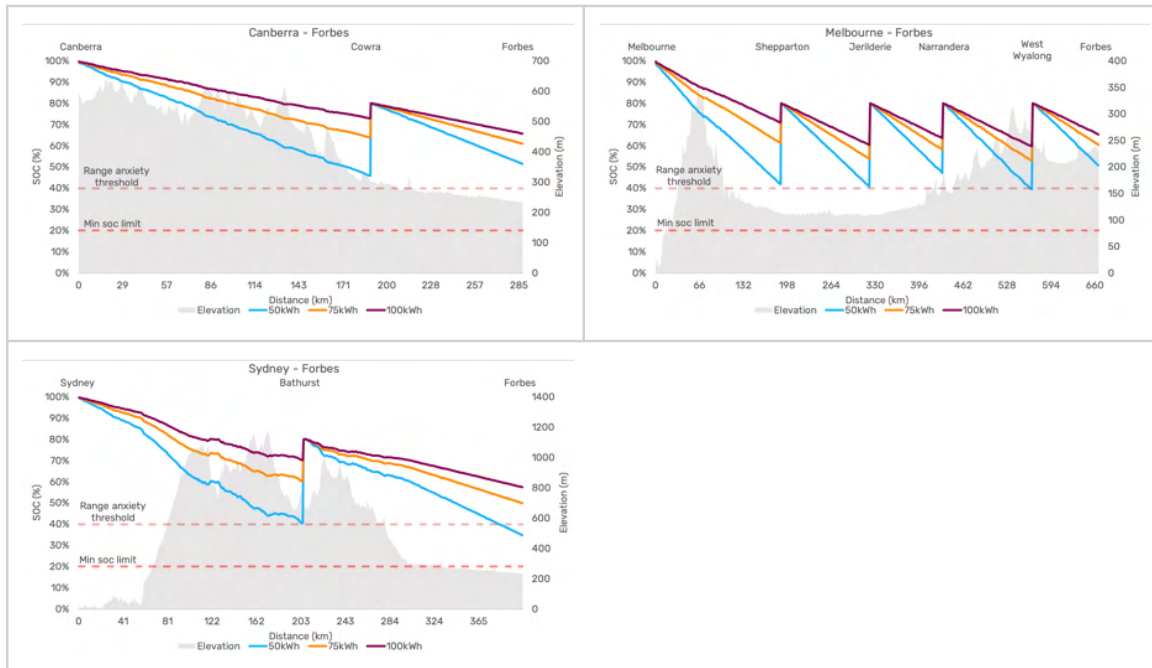 Canberra - Forbes
Canberra Cowra Forbes
100% 700
90% 600
80% 500
70%
60% 400
50%
Range anxiety threshold
40% 300
30% 200
Min soc limit
20%
10% 100
0% 0
SOC (%)
Elevation (m)
0 29 57 86 114 143 171 200 228 257 285
Distance (km)
Elevation 50kWh 75kWh 100kWh
Melbourne - Forbes
Melbourne Shepparton Jerilderie Narrandera West Wyalong Forbes
100% 400
90% 350
80% 300
70%
60% 250
50% 200
Range anxiety threshold
40% 150
30%
Min soc limit
20% 100
10% 50
0% 0
SOC (%)
Elevation (m)
0 66 132 198 264 330 396 462 528 594 660
Distance (km)
Elevation 50kWh 75kWh 100kWh
Sydney - Forbes
Sydney Bathurst Forbes
100% 1400
90% 1200
80%
70% 1000
60% 800
50%
Range anxiety threshold
40% 600
30% 400
Min soc limit
20%
10% 200
0% 0
SOC (%)
Elevation (m)
0 41 81 122 162 203 243 284 324 365
Distance (km)
Elevation 50kWh 75kWh 100kWh